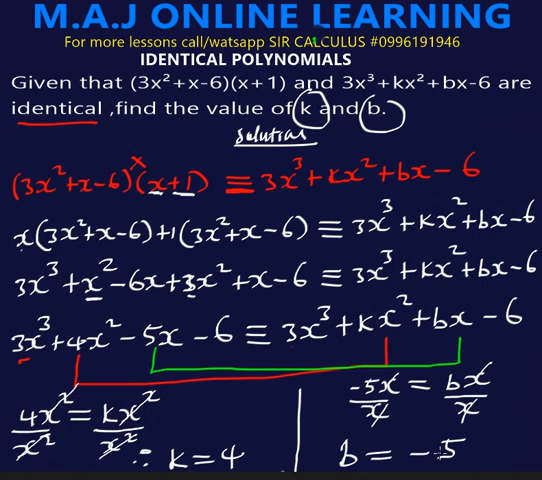 M.A.J ONLINE LEARNING
For more lessons call/watsapp SIR CALCULUS #0996191946
IDENTICAL POLYNOMIALS
Given that (3x²+x-6)(x+1) and 3x³+kx²+bx-6 are
identical ,find the value of k and b.
Solution
(3x²+x-6)(x+1) ≡ 3x³+kx²+bx-6
x(3x²+x-6)+1(3x²+x-6) ≡ 3x³+kx²+bx-6
3x³+x²-6x+3x²+x-6 ≡ 3x³+kx²+bx-6
3x³+4x²-5x-6 ≡ 3x³+kx²+bx-6
4x²/x² = kx²/x²
∴ k=4
-5x/x = bx/x
b = -5